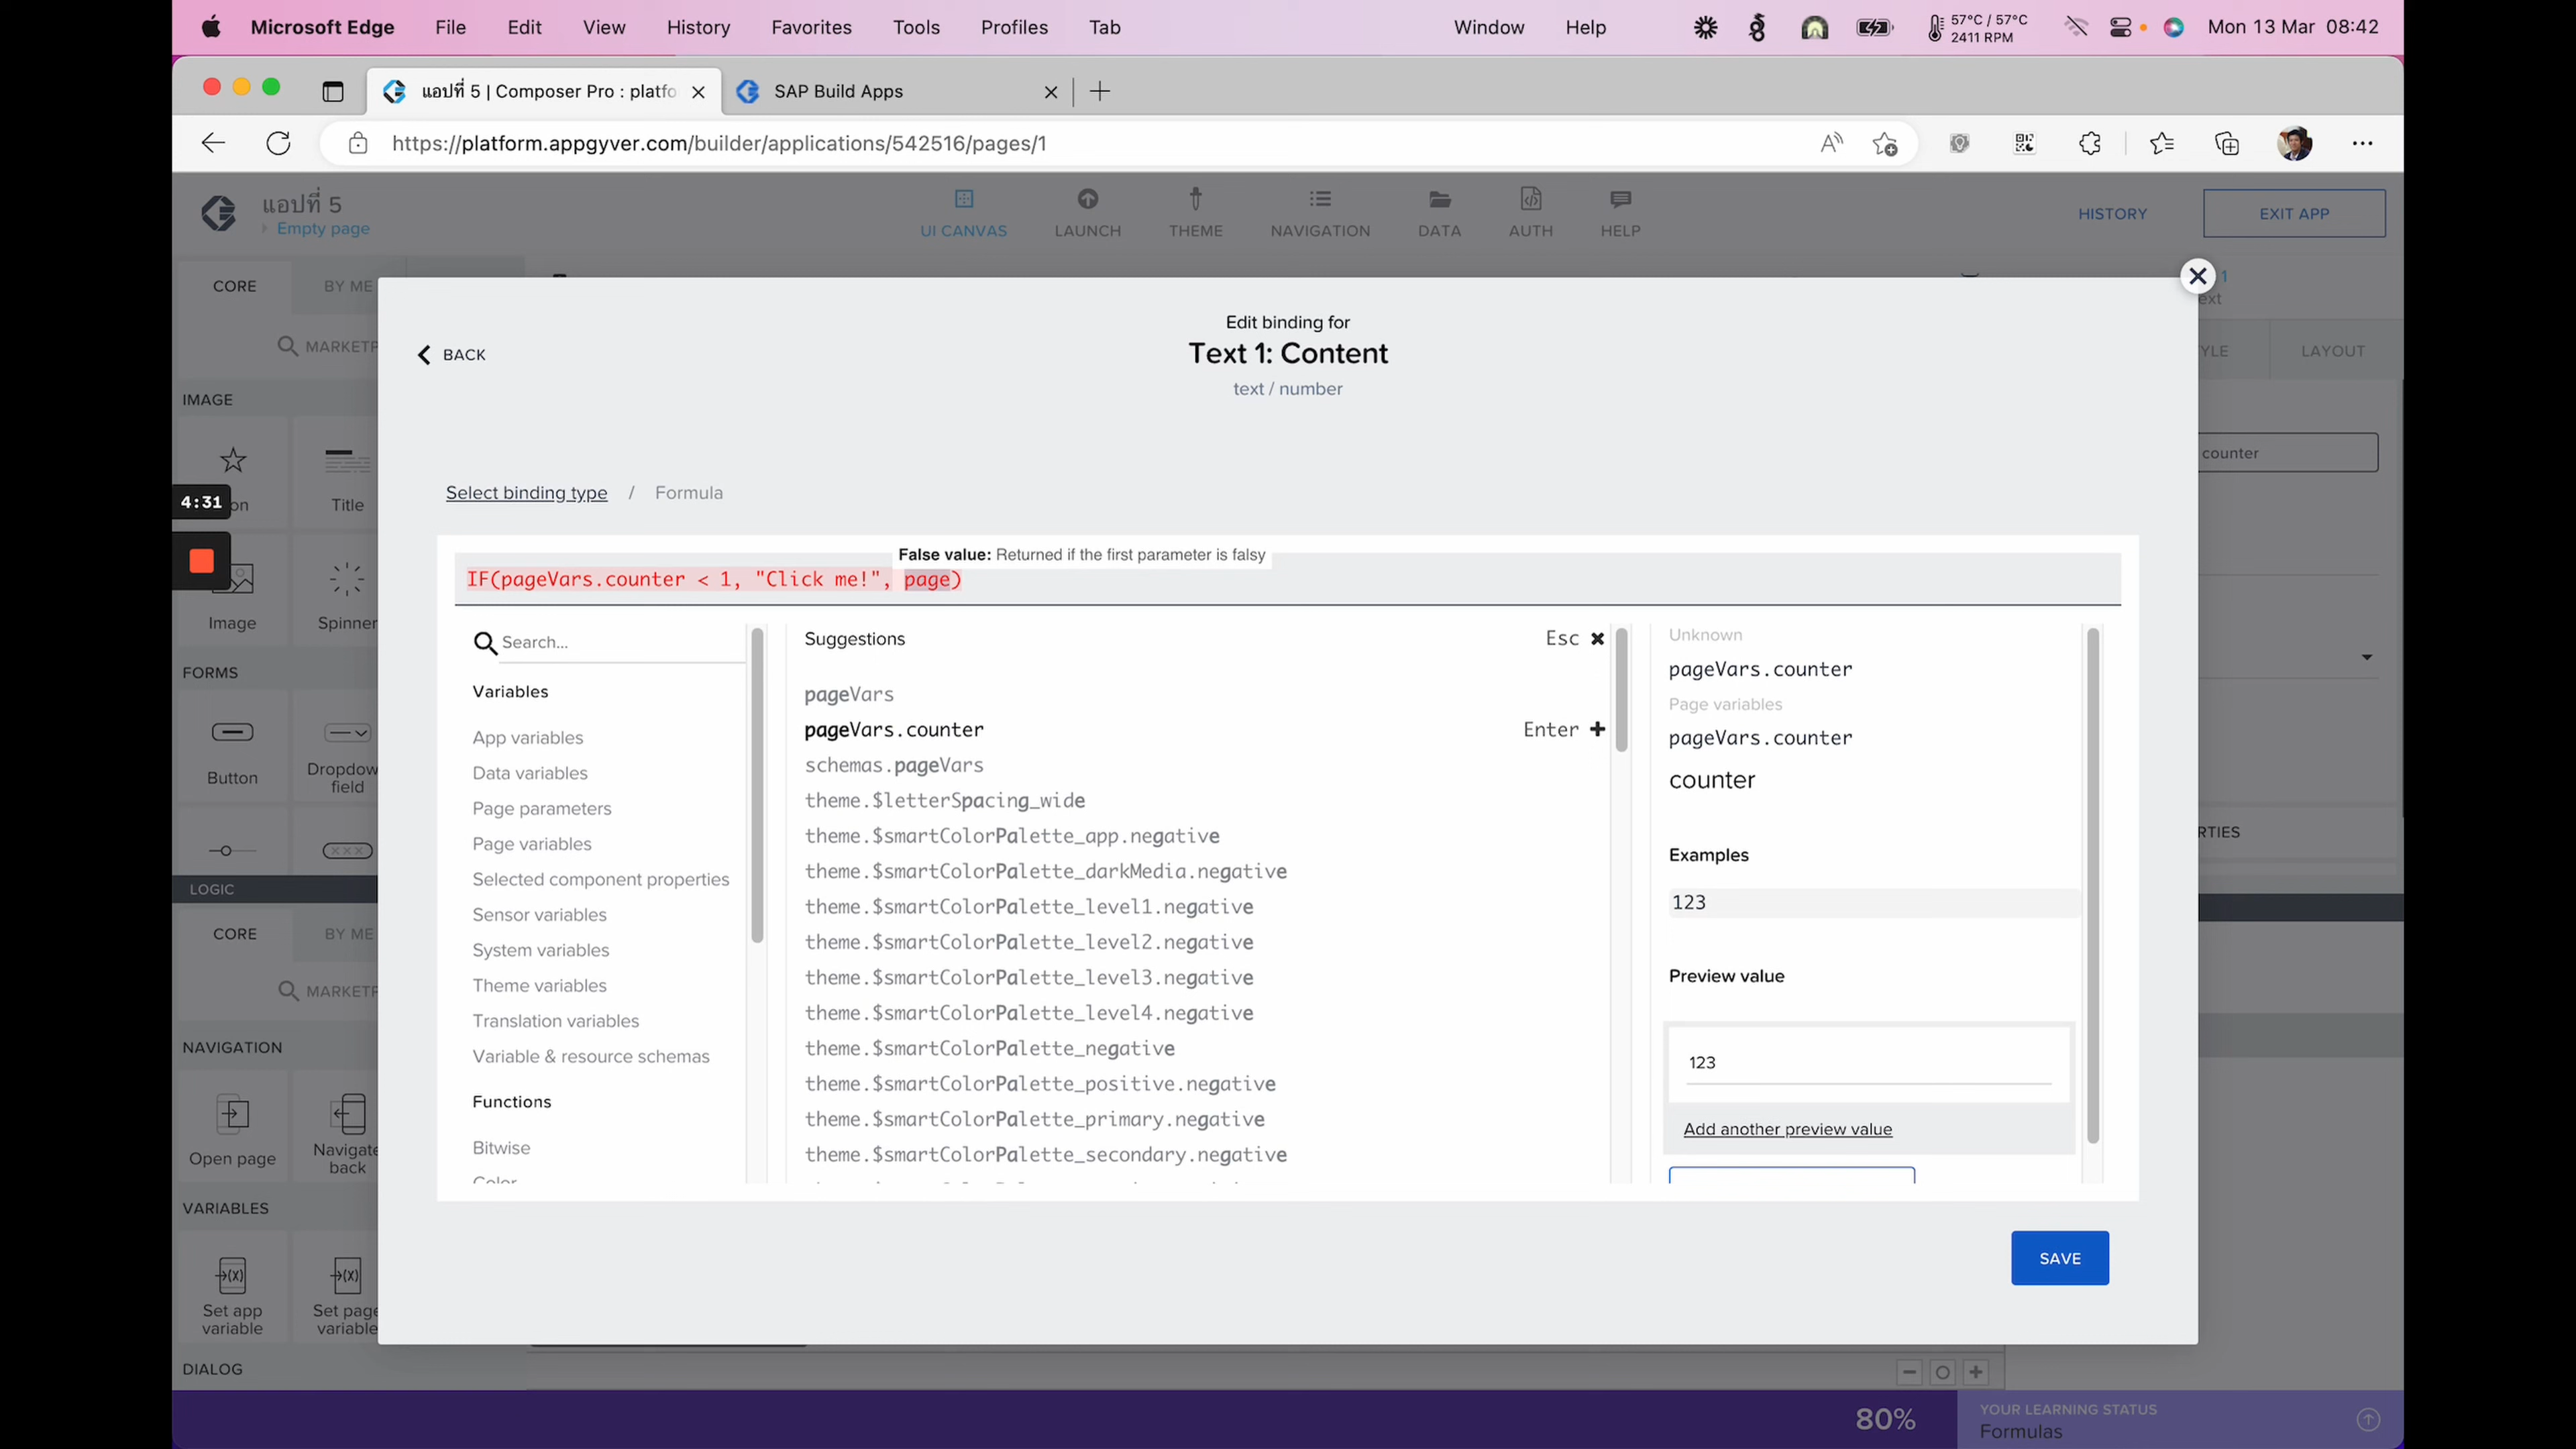 Microsoft Edge File Edit View History Favorites Tools Profiles Tab Window Help 57°C / 57°C 2411 RPM Mon 13 Mar 08:42
แอปที่ 5 | Composer Pro : platfo SAP Build Apps
https://platform.appgyver.com/builder/applications/542516/pages/1
แอปที่ 5
Empty page
UI CANVAS LAUNCH THEME NAVIGATION DATA AUTH HELP
HISTORY EXIT APP
CORE BY ME
MARKETP
IMAGE
Title
4:31
Image Spinner
FORMS
Button Dropdow
field
LOGIC
CORE BY ME
MARKETP
NAVIGATION
Open page Navigate
back
VARIABLES
Set app
variable
Set page
variable
DIALOG
BACK
Edit binding for
Text 1: Content
text / number
Select binding type / Formula
False value: Returned if the first parameter is falsy
IF(pageVars.counter < 1, "Click me!", page)
Search...
Variables
App variables
Data variables
Page parameters
Page variables
Selected component properties
Sensor variables
System variables
Theme variables
Translation variables
Variable & resource schemas
Functions
Bitwise
Color
Suggestions Esc
pageVars
pageVars.counter Enter
schemas.pageVars
theme.$letterSpacing_wide
theme.$smartColorPalette_app.negative
theme.$smartColorPalette_darkMedia.negative
theme.$smartColorPalette_level1.negative
theme.$smartColorPalette_level2.negative
theme.$smartColorPalette_level3.negative
theme.$smartColorPalette_level4.negative
theme.$smartColorPalette_negative
theme.$smartColorPalette_positive.negative
theme.$smartColorPalette_primary.negative
theme.$smartColorPalette_secondary.negative
Unknown
pageVars.counter
Page variables
pageVars.counter
counter
Examples
123
Preview value
123
Add another preview value
SAVE
1
ext
YLE LAYOUT
counter
RTIES
80%
YOUR LEARNING STATUS
Formulas